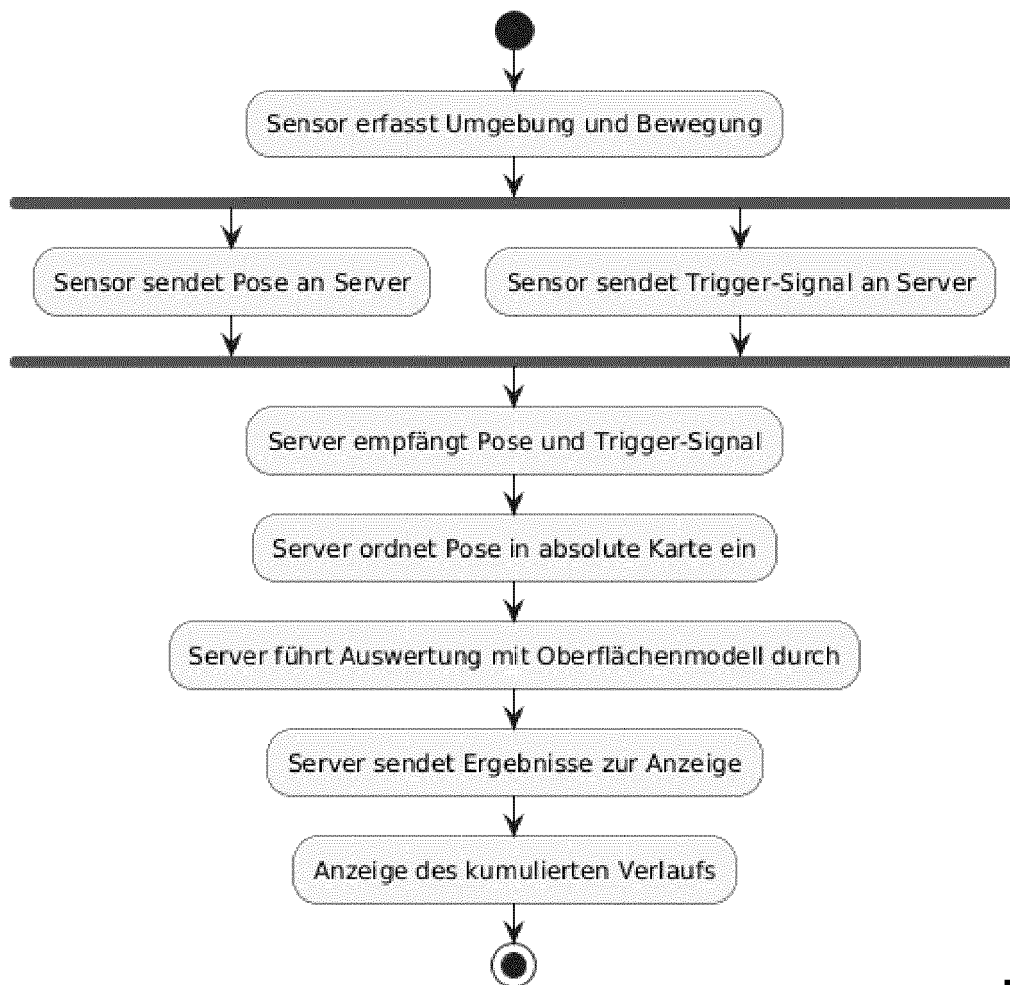 Sensor erfasst Umgebung und Bewegung
Sensor sendet Pose an Server
Sensor sendet Trigger-Signal an Server
Server empfängt Pose und Trigger-Signal
Server ordnet Pose in absolute Karte ein
Server führt Auswertung mit Oberflächenmodell durch
Server sendet Ergebnisse zur Anzeige
Anzeige des kumulierten Verlaufs